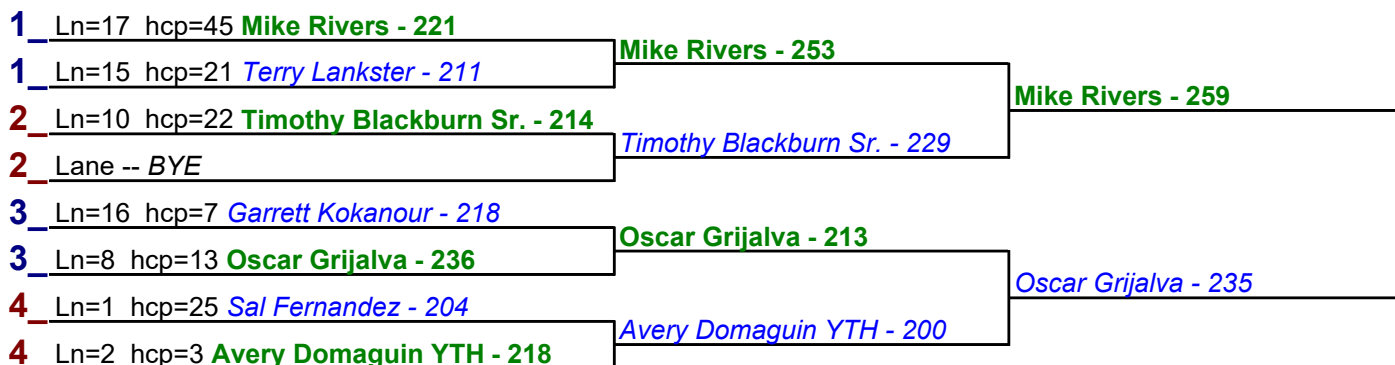 1_ Ln=17 hcp=45 Mike Rivers - 221
Mike Rivers - 253
1_ Ln=15 hcp=21 Terry Lankster - 211
Mike Rivers - 259
2_ Ln=10 hcp=22 Timothy Blackburn Sr. - 214
Timothy Blackburn Sr. - 229
2_ Lane -- BYE
3_ Ln=16 hcp=7 Garrett Kokanour - 218
Oscar Grijalva - 213
3_ Ln=8 hcp=13 Oscar Grijalva - 236
Oscar Grijalva - 235
4_ Ln=1 hcp=25 Sal Fernandez - 204
Avery Domaguin YTH - 200
4 Ln=2 hcp=3 Avery Domaguin YTH - 218